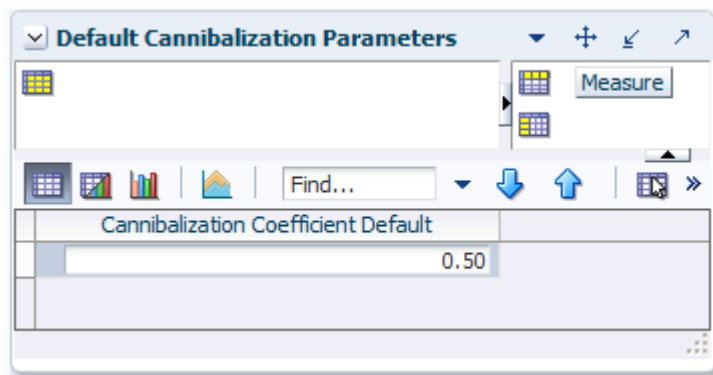 Default Cannibalization Parameters
Measure
Find...
»
Cannibalization Coefficient Default
0.50